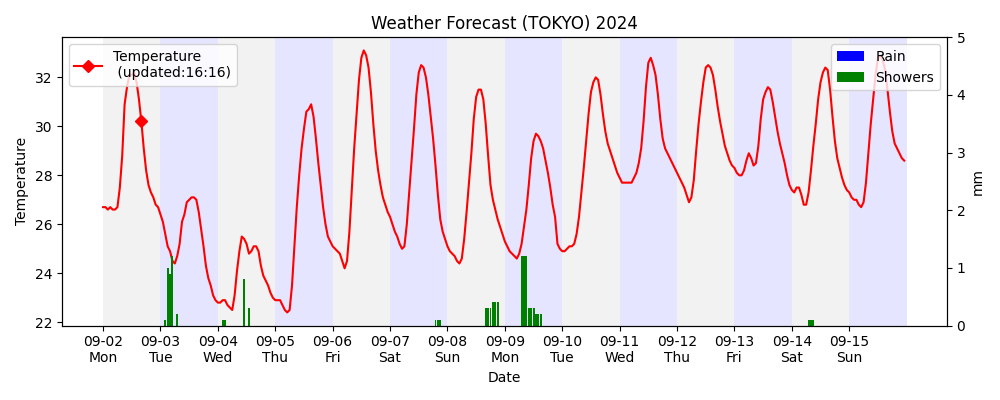 Weather Forecast (TOKYO) 2024
Temperature
(updated:16:16)
Rain
Showers
Temperature
32
30
28
26
24
22
5
4
3
2
1
0
mm
09-02 09-03 09-04 09-05 09-06 09-07 09-08 09-09 09-10 09-11 09-12 09-13 09-14 09-15
Mon Tue Wed Thu Fri Sat Sun Mon Tue Wed Thu Fri Sat Sun
Date